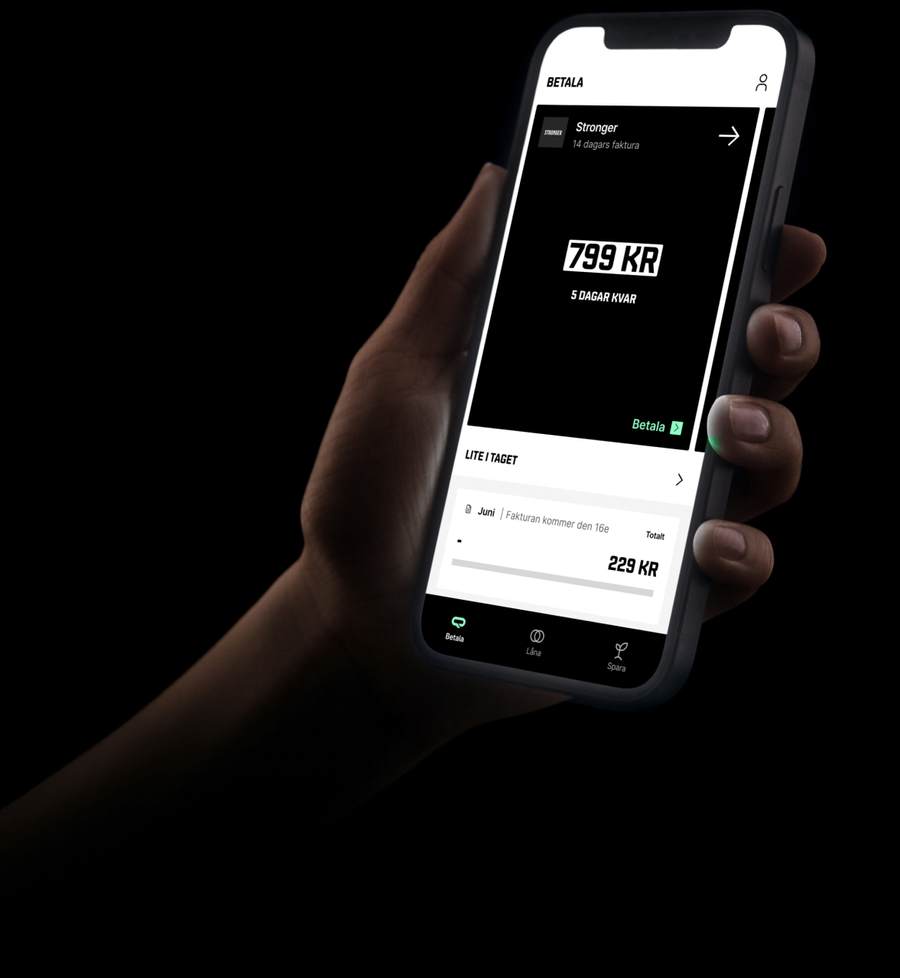 BETALA
STRONGER
Stronger
14 dagars faktura
799 KR
5 DAGAR KVAR
Betala
LITE I TAGET
Juni | Fakturan kommer den 16e
Totalt
-
229 KR
Betala
Låna
Spara